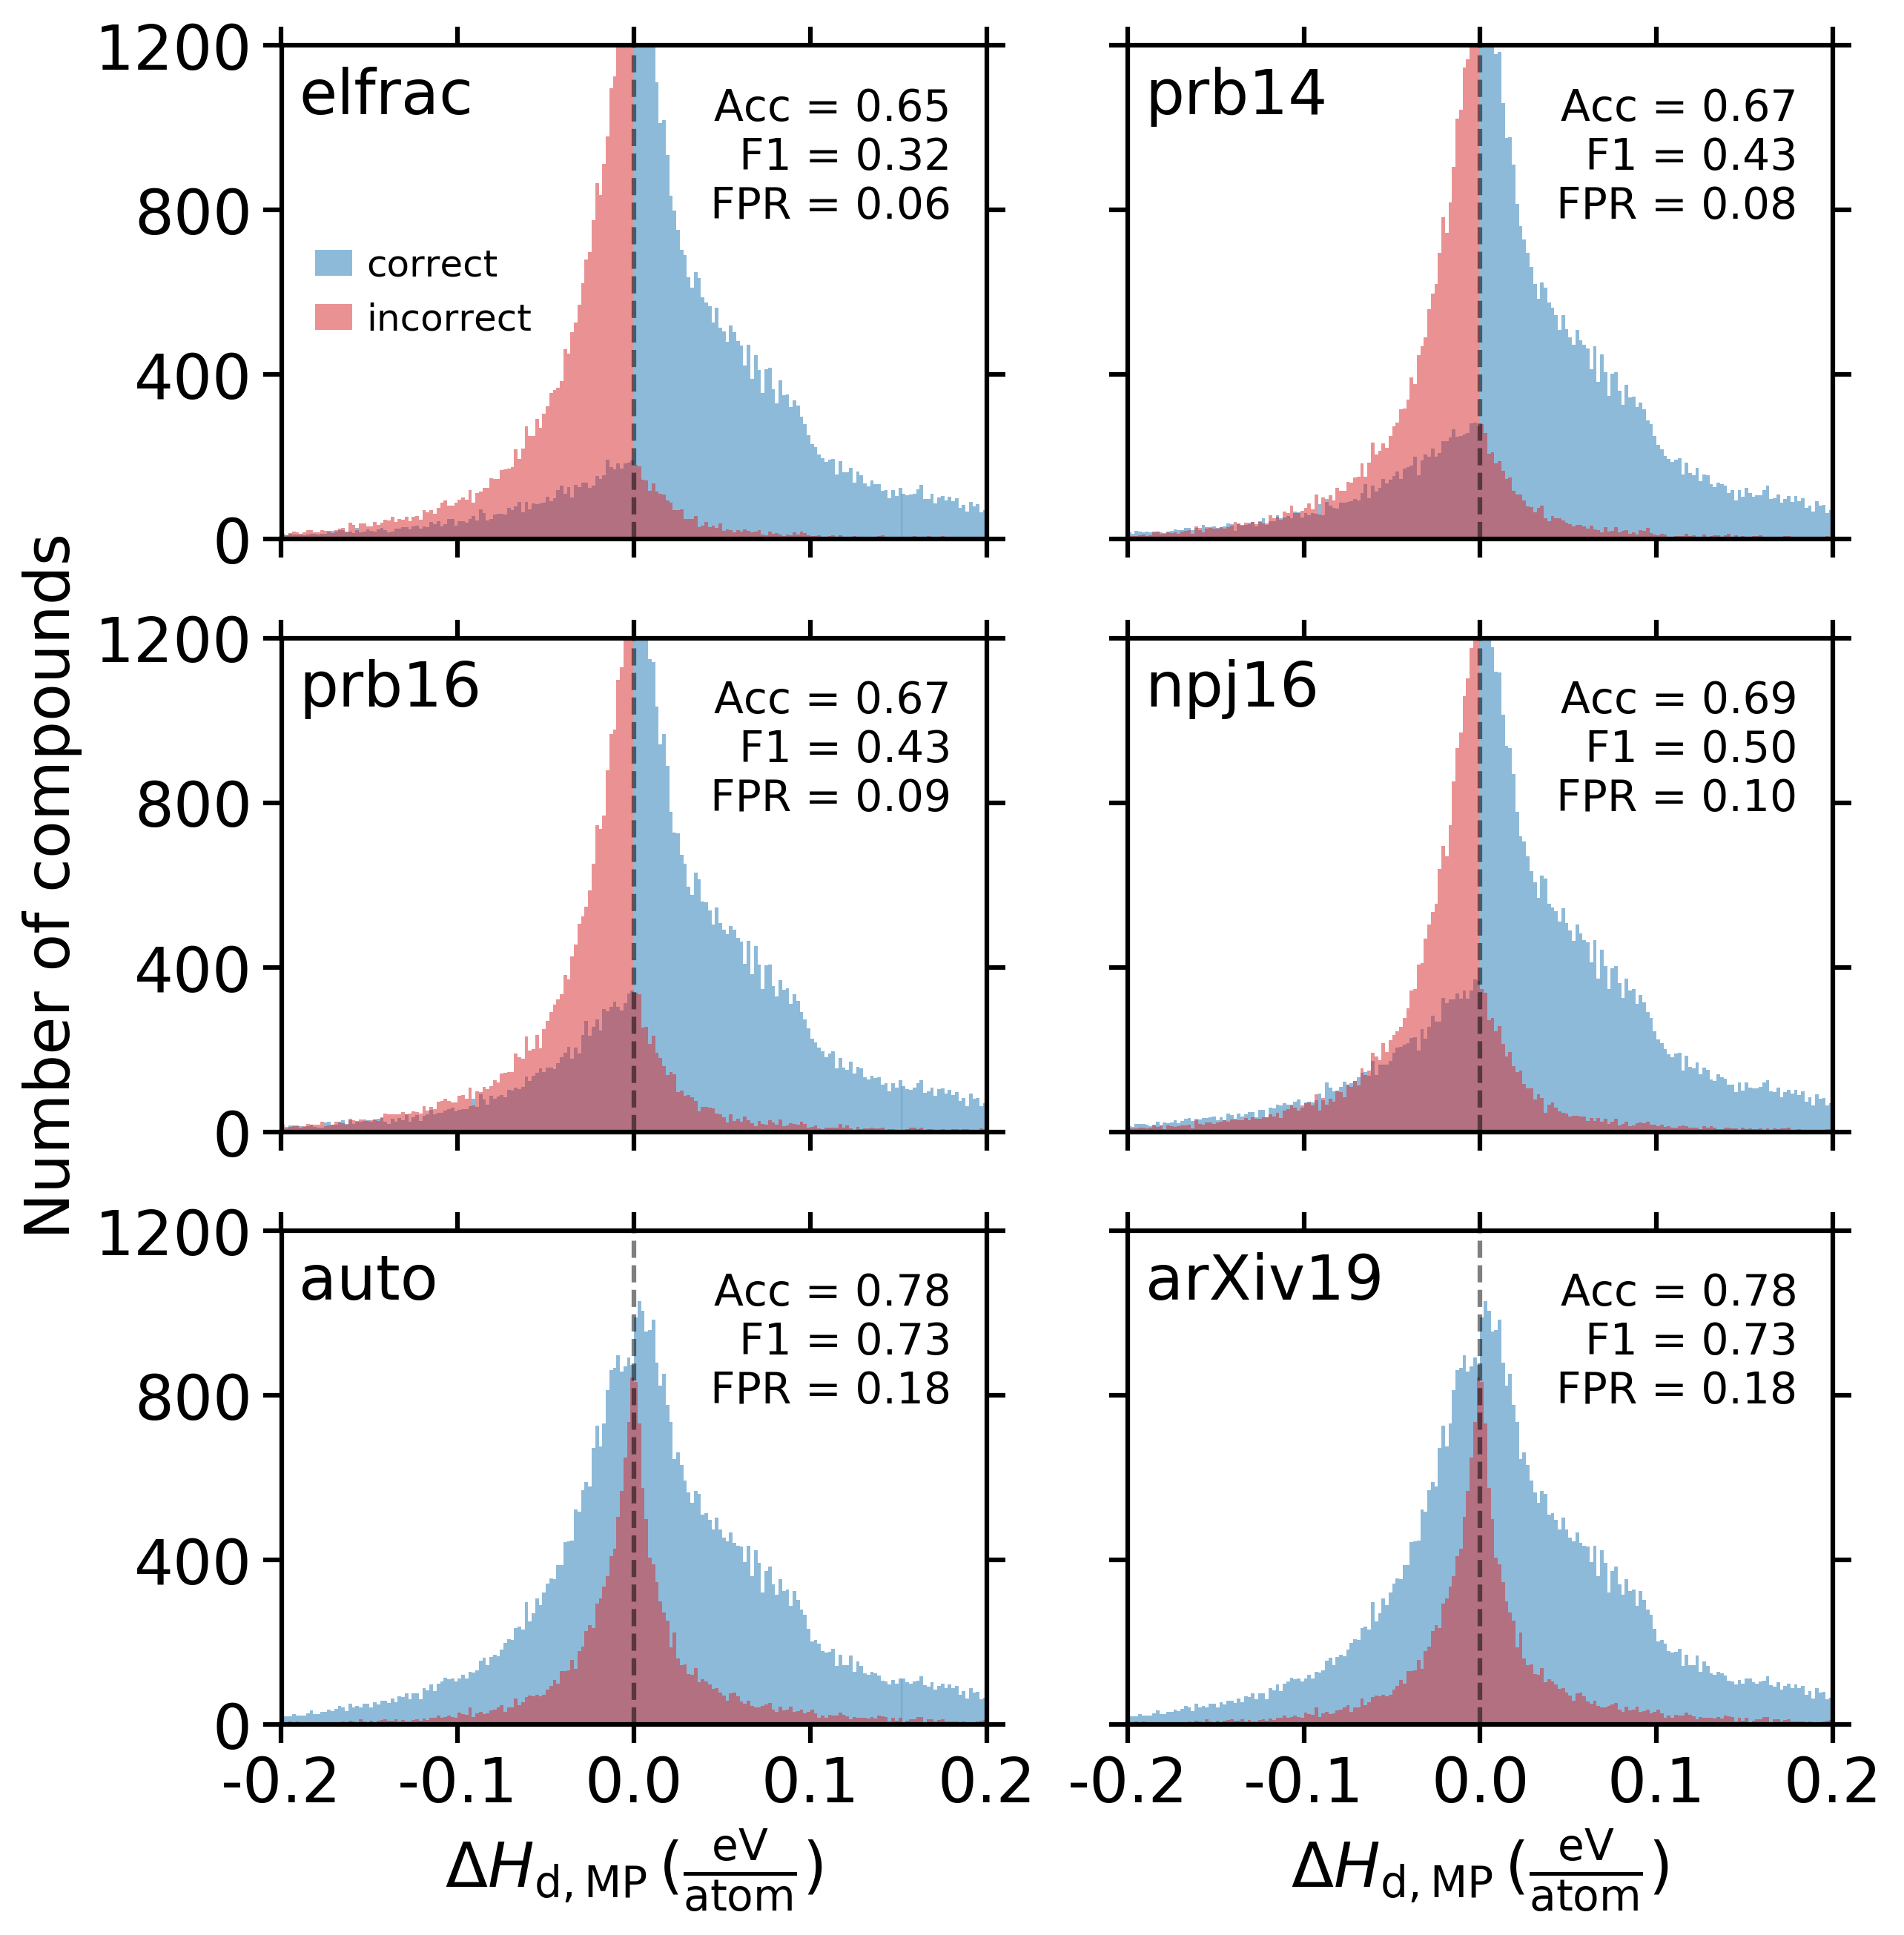 Number of compounds
1200
800
400
0
elfrac
Acc = 0.65
F1 = 0.32
FPR = 0.06
correct
incorrect
prb14
Acc = 0.67
F1 = 0.43
FPR = 0.08
1200
800
400
0
prb16
Acc = 0.67
F1 = 0.43
FPR = 0.09
npj16
Acc = 0.69
F1 = 0.50
FPR = 0.10
1200
800
400
0
auto
Acc = 0.78
F1 = 0.73
FPR = 0.18
arXiv19
Acc = 0.78
F1 = 0.73
FPR = 0.18
-0.2 -0.1 0.0 0.1 0.2
-0.2 -0.1 0.0 0.1 0.2
ΔH_d,MP (eV/atom)
ΔH_d,MP (eV/atom)